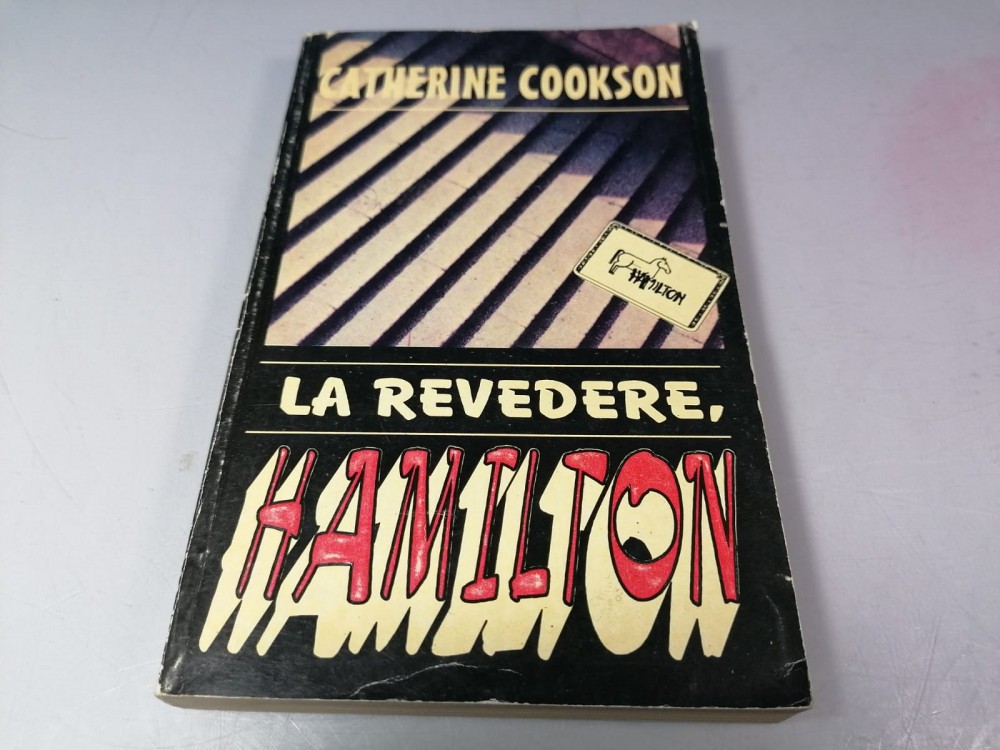 CATHERINE COOKSON
HAMILTON
LA REVEDERE,
HAMILTON